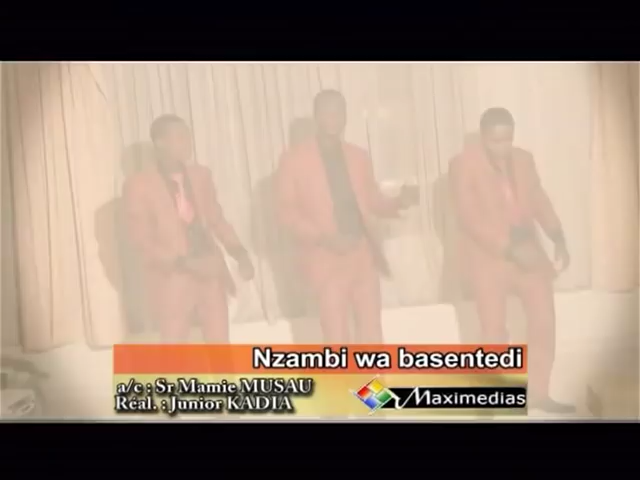 Nzambi wa basentedi
a/c : Sr Mamie MUSAU
Réal. : Junior KADIA
Maximedias